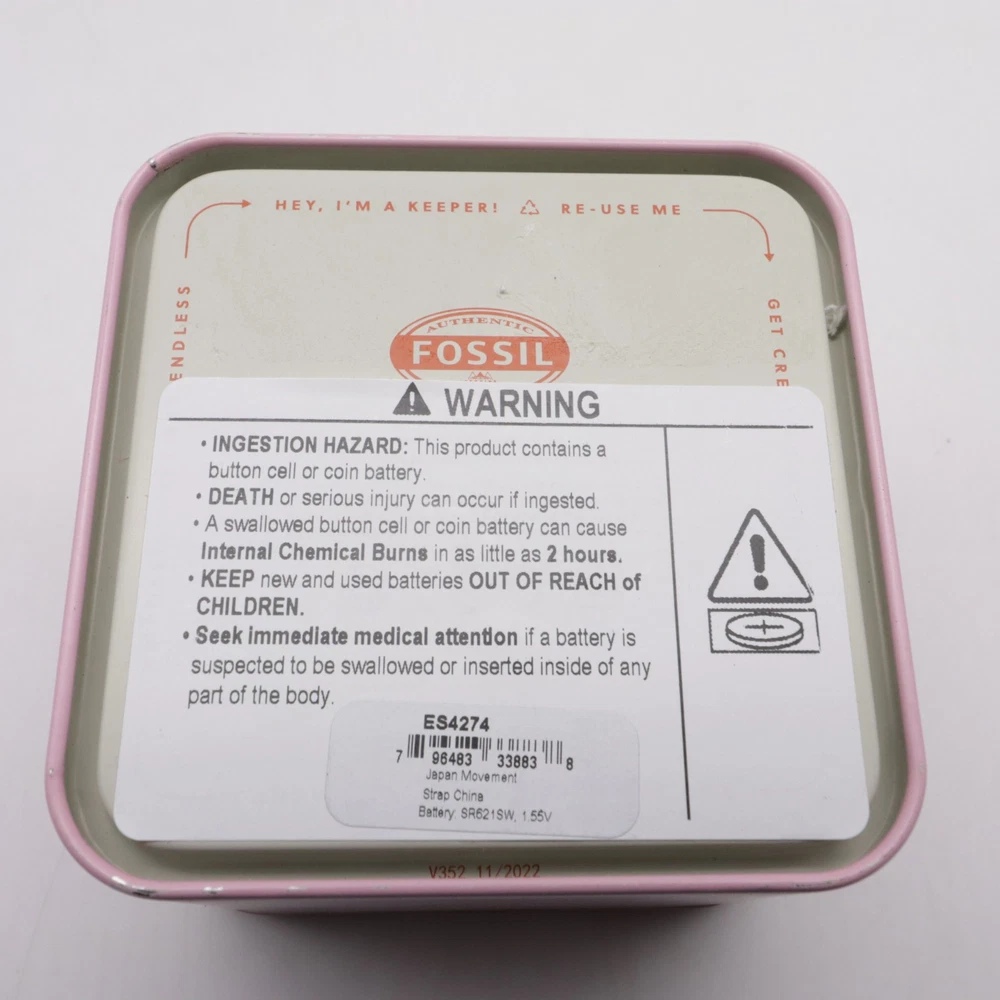 HEY, I'M A KEEPER! RE-USE ME
ENDLESS
GET CRE
AUTHENTIC
FOSSIL
WARNING
• INGESTION HAZARD: This product contains a
button cell or coin battery.
• DEATH or serious injury can occur if ingested.
• A swallowed button cell or coin battery can cause
Internal Chemical Burns in as little as 2 hours.
• KEEP new and used batteries OUT OF REACH of
CHILDREN.
• Seek immediate medical attention if a battery is
suspected to be swallowed or inserted inside of any
part of the body.
ES4274
7 96483 33883 8
Japan Movement
Strap China
Battery: SR621SW, 1.55V
V352 11/2022